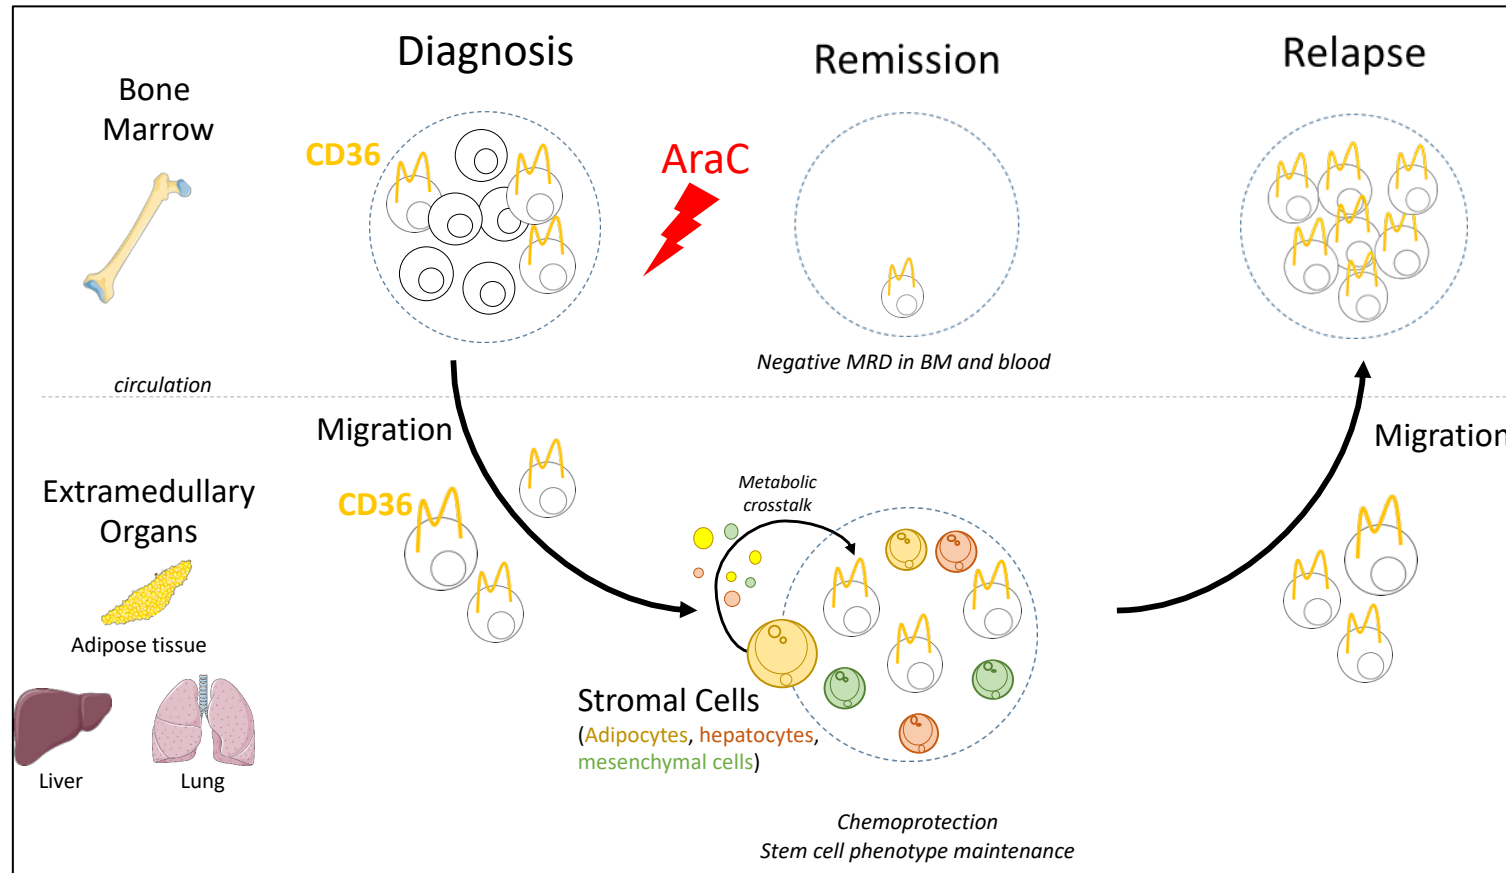 Diagnosis
Remission
Relapse
Bone
Marrow
CD36
AraC
Negative MRD in BM and blood
circulation
Migration
Migration
Extramedullary
Organs
CD36
Metabolic
crosstalk
Adipose tissue
Stromal Cells
(Adipocytes, hepatocytes,
mesenchymal cells)
Liver
Lung
Chemoprotection
Stem cell phenotype maintenance